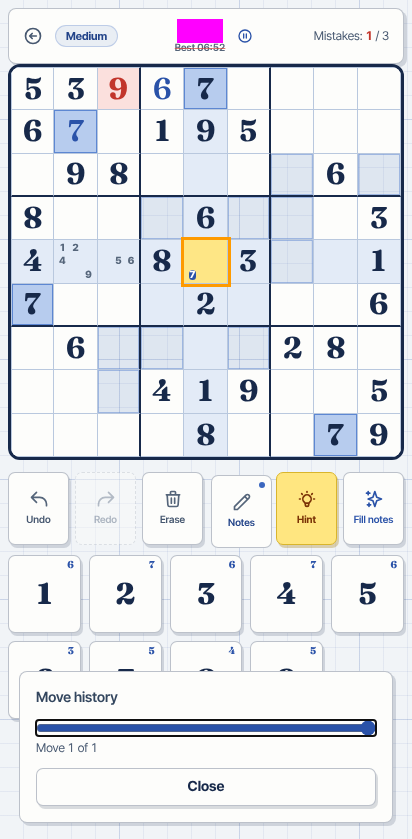 Medium
Best 06:52
Mistakes: 1 / 3
5 3 9 6 7
6 7 1 9 5
9 8 6
8 6 3
4 1 2 4 9 5 6 8 7 3 1
7 2 6
6 2 8
4 1 9 5
8 7 9
Undo
Redo
Erase
Notes
Hint
Fill notes
6 7 6 7 6
1 2 3 4 5
3 5 4 5
Move history
Move 1 of 1
Close